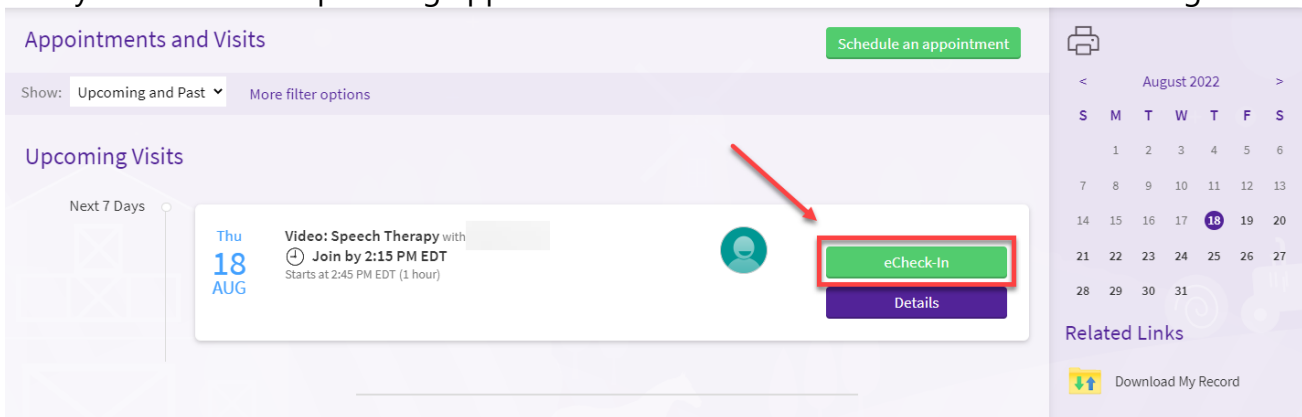 Appointments and Visits
Schedule an appointment
Show: Upcoming and Past More filter options
Upcoming Visits
Next 7 Days
Thu
18
AUG
Video: Speech Therapy with
Join by 2:15 PM EDT
Starts at 2:45 PM EDT (1 hour)
eCheck-In
Details
< August 2022 >
S M T W T F S
1 2 3 4 5 6
7 8 9 10 11 12 13
14 15 16 17 18 19 20
21 22 23 24 25 26 27
28 29 30 31
Related Links
Download My Record